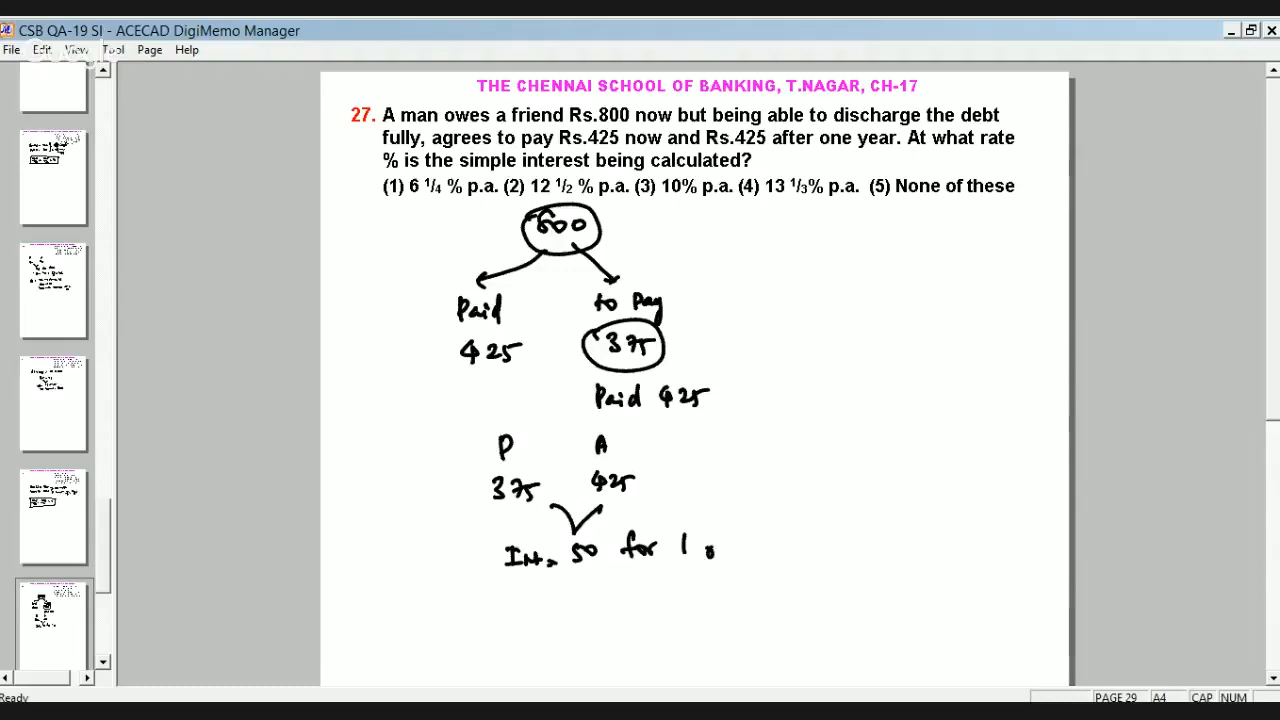 CSB QA-19 SI - ACECAD DigiMemo Manager
File Edit View Tool Page Help
THE CHENNAI SCHOOL OF BANKING, T.NAGAR, CH-17
27. A man owes a friend Rs.800 now but being able to discharge the debt
fully, agrees to pay Rs.425 now and Rs.425 after one year. At what rate
% is the simple interest being calculated?
(1) 6 1/4 % p.a. (2) 12 1/2 % p.a. (3) 10% p.a. (4) 13 1/3% p.a. (5) None of these
800
Paid to Pay
425 375
Paid 425
P A
375 425
Int. 50 for 1
Ready PAGE 29 A4 CAP NUM